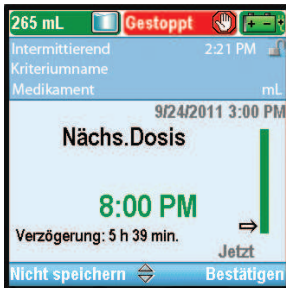 265 mL Gestoppt
Intermittierend 2:21 PM
Kriteriumname
Medikament mL
9/24/2011 3:00 PM
Nächs.Dosis
8:00 PM
Verzögerung: 5 h 39 min.
Jetzt
Nicht speichern Bestätigen